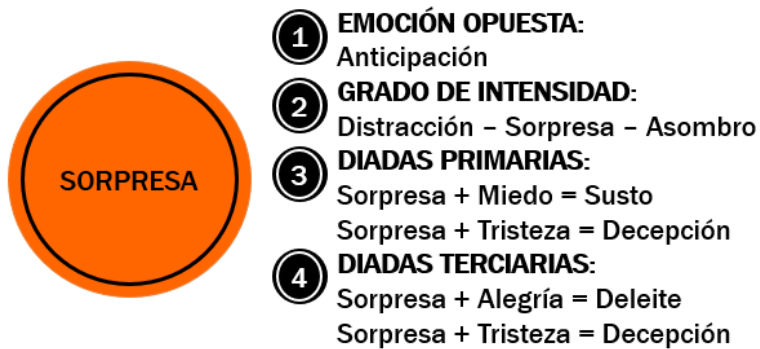 SORPRESA
1 EMOCIÓN OPUESTA:
Anticipación
2 GRADO DE INTENSIDAD:
Distracción – Sorpresa – Asombro
3 DIADAS PRIMARIAS:
Sorpresa + Miedo = Susto
Sorpresa + Tristeza = Decepción
4 DIADAS TERCIARIAS:
Sorpresa + Alegría = Deleite
Sorpresa + Tristeza = Decepción